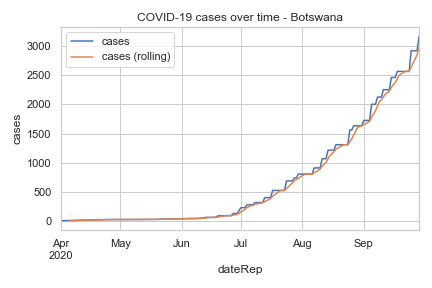 COVID-19 cases over time - Botswana
cases
cases (rolling)
cases
3000
2500
2000
1500
1000
500
0
Apr May Jun Jul Aug Sep
2020
dateRep